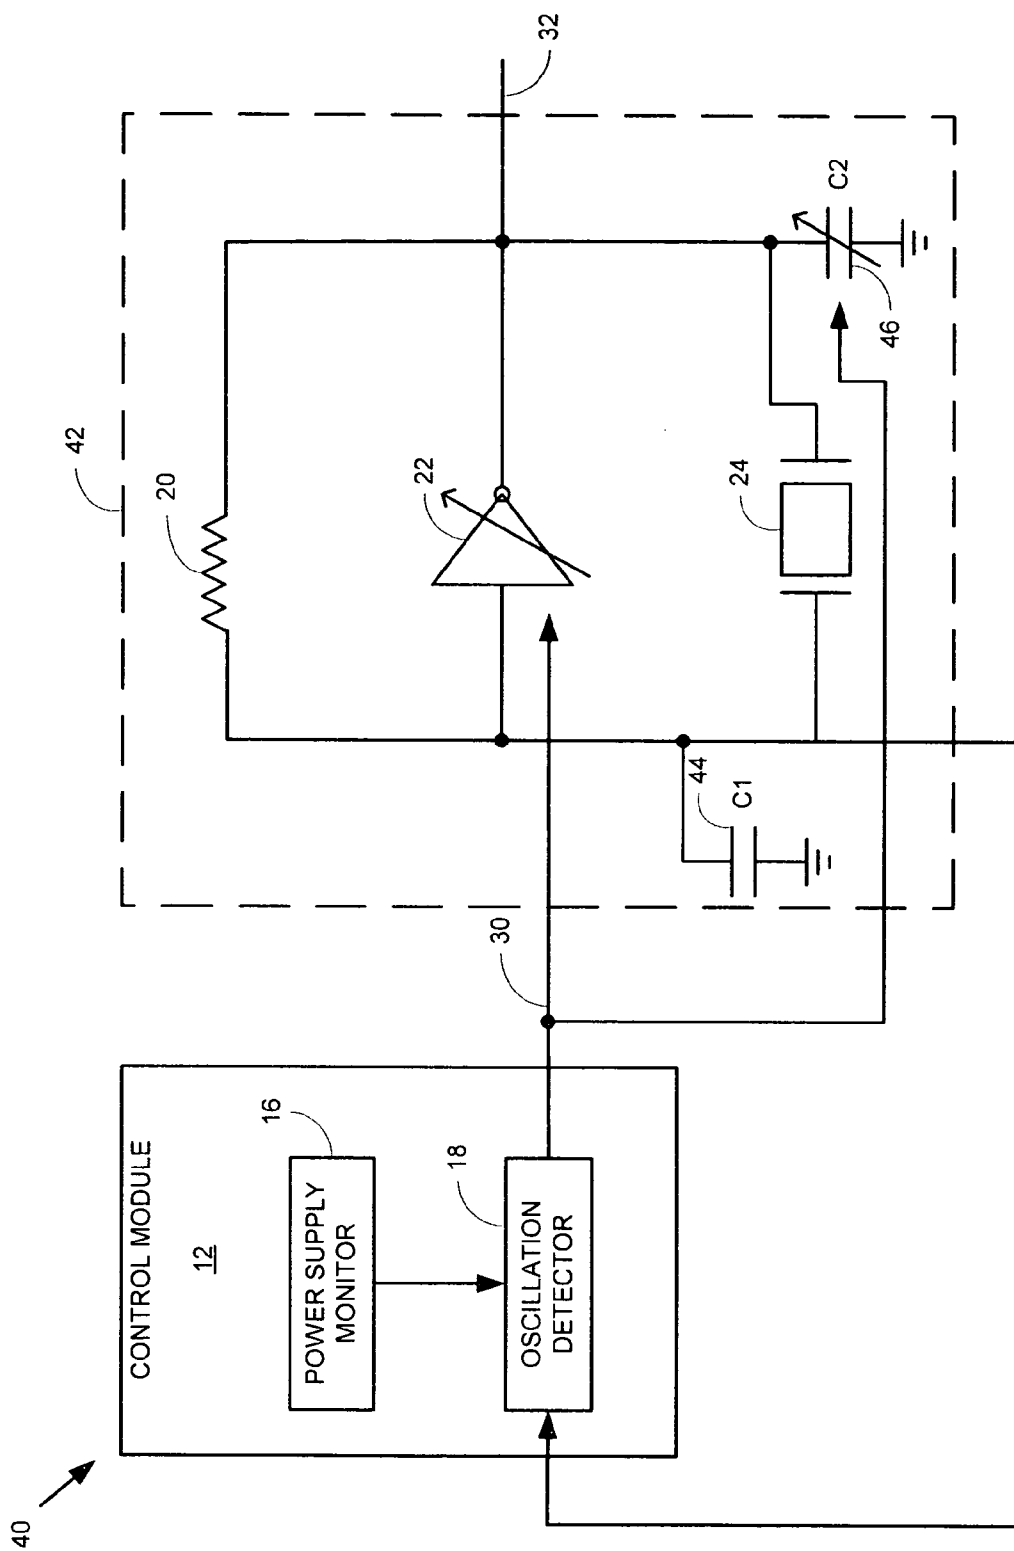 40
CONTROL MODULE
12
POWER SUPPLY
MONITOR
16
OSCILLATION
DETECTOR
18
30
42
20
22
44
C1
24
46
C2
32